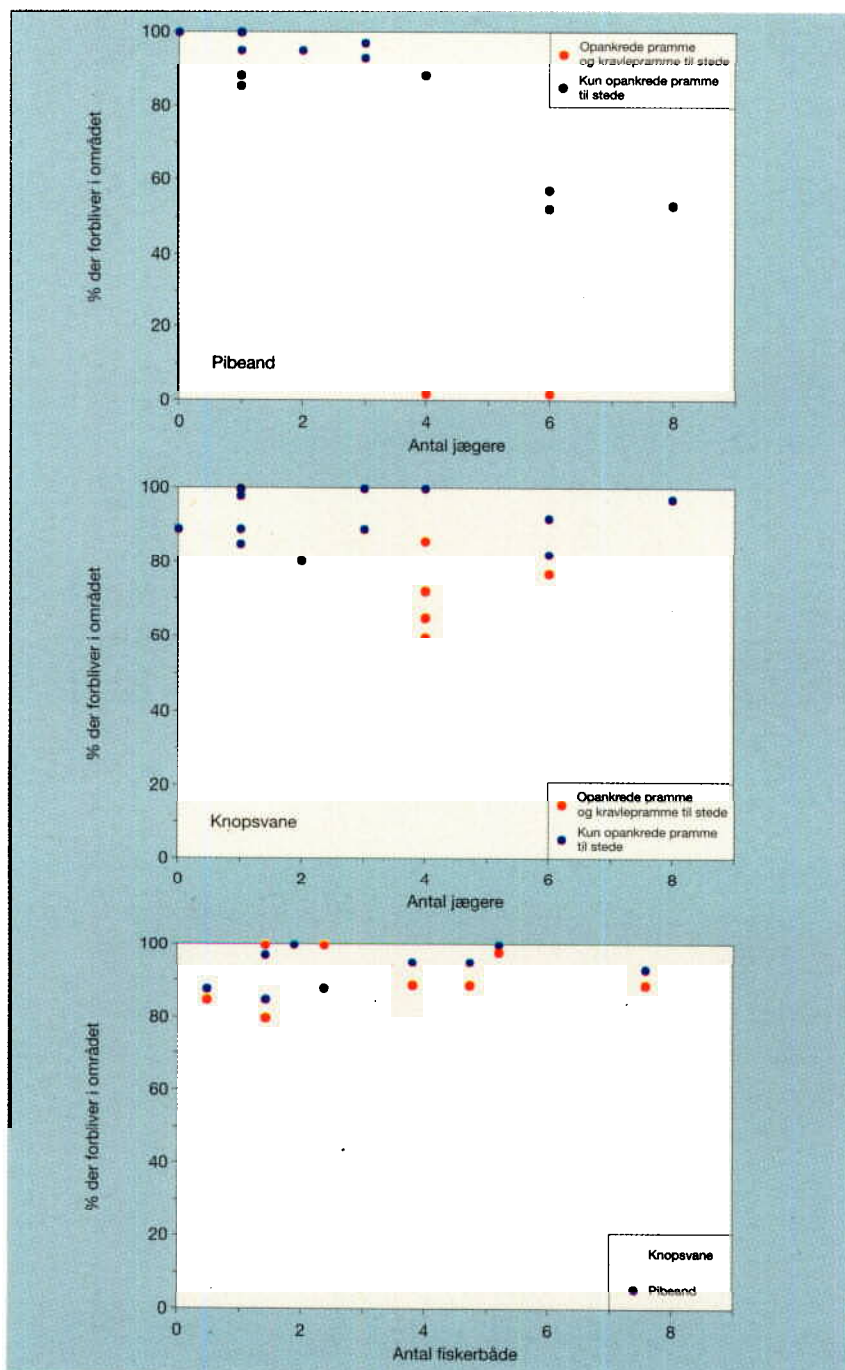 100
80
60
40
20
0
% der forbliver i området
Opankrede pramme
og kravlepramme til stede
Kun opankrede pramme
til stede
Pibeand
0 2 4 6 8
Antal jægere
100
80
60
40
20
0
% der forbliver i området
Knopsvane
Opankrede pramme
og kravlepramme til stede
Kun opankrede pramme
til stede
0 2 4 6 8
Antal jægere
100
80
60
40
20
0
% der forbliver i området
Knopsvane
Pibeand
0 2 4 6 8
Antal fiskerbåde